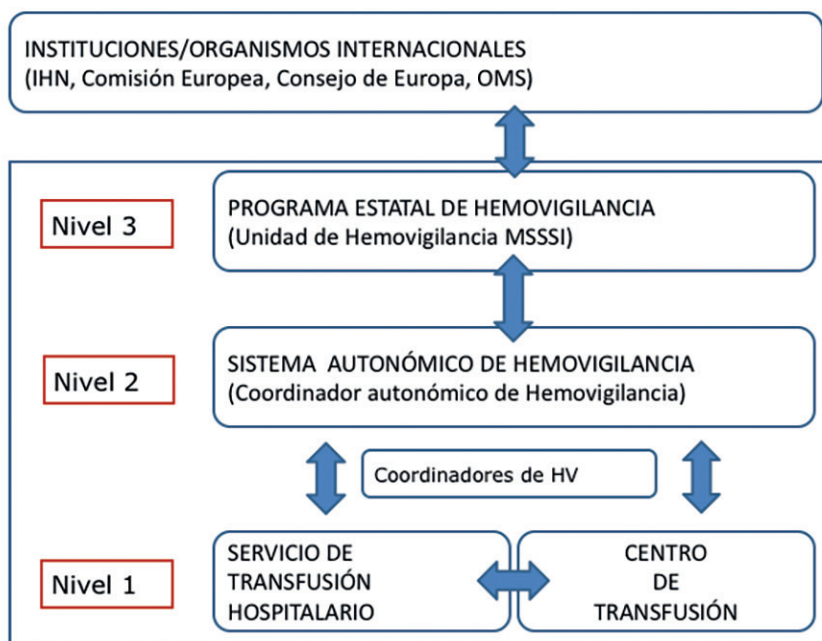 INSTITUCIONES/ORGANISMOS INTERNACIONALES
(IHN, Comisión Europea, Consejo de Europa, OMS)
Nivel 3
PROGRAMA ESTATAL DE HEMOVIGILANCIA
(Unidad de Hemovigilancia MSSSI)
Nivel 2
SISTEMA AUTONÓMICO DE HEMOVIGILANCIA
(Coordinador autonómico de Hemovigilancia)
Coordinadores de HV
Nivel 1
SERVICIO DE
TRANSFUSIÓN
HOSPITALARIO
CENTRO
DE
TRANSFUSIÓN